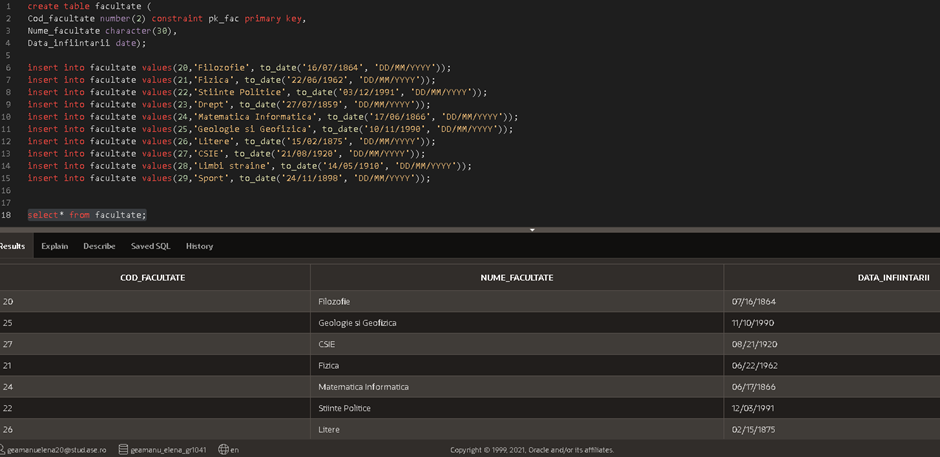 1 create table facultate (
2 Cod_facultate number(2) constraint pk_fac primary key,
3 Nume_facultate character(30),
4 Data_infiintarii date);
5
6 insert into facultate values(20,'Filozofie', to_date('16/07/1864', 'DD/MM/YYYY'));
7 insert into facultate values(21,'Fizica', to_date('22/06/1962', 'DD/MM/YYYY'));
8 insert into facultate values(22,'Stiinte Politice', to_date('03/12/1991', 'DD/MM/YYYY'));
9 insert into facultate values(23,'Drept', to_date('27/07/1859', 'DD/MM/YYYY'));
10 insert into facultate values(24,'Matematica Informatica', to_date('17/06/1866', 'DD/MM/YYYY'));
11 insert into facultate values(25,'Geologie si Geofizica', to_date('10/11/1990', 'DD/MM/YYYY'));
12 insert into facultate values(26,'Litere', to_date('15/02/1875', 'DD/MM/YYYY'));
13 insert into facultate values(27,'CSIE', to_date('21/08/1920', 'DD/MM/YYYY'));
14 insert into facultate values(28,'Limbi straine', to_date('14/05/1910', 'DD/MM/YYYY'));
15 insert into facultate values(29,'Sport', to_date('24/11/1898', 'DD/MM/YYYY'));
16
17
18 select* from facultate;
Results Explain Describe Saved SQL History
COD_FACULTATE NUME_FACULTATE DATA_INFIINTARII
20 Filozofie 07/16/1864
25 Geologie si Geofizica 11/10/1990
27 CSIE 08/21/1920
21 Fizica 06/22/1962
24 Matematica Informatica 06/17/1866
22 Stiinte Politice 12/03/1991
26 Litere 02/15/1875
geamanuelena20@stud.ase.ro geamanu_elena_gr1041 en Copyright © 1999, 2021, Oracle and/or its affiliates.